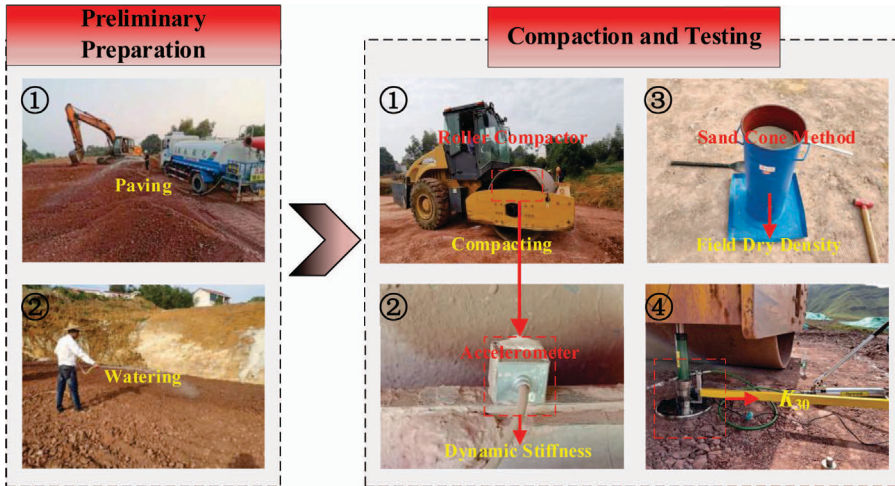 Preliminary
Preparation
①
Paving
②
Watering
Compaction and Testing
①
Roller Compactor
Compacting
②
Accelerometer
Dynamic Stiffness
③
Sand Cone Method
Field Dry Density
④
K30